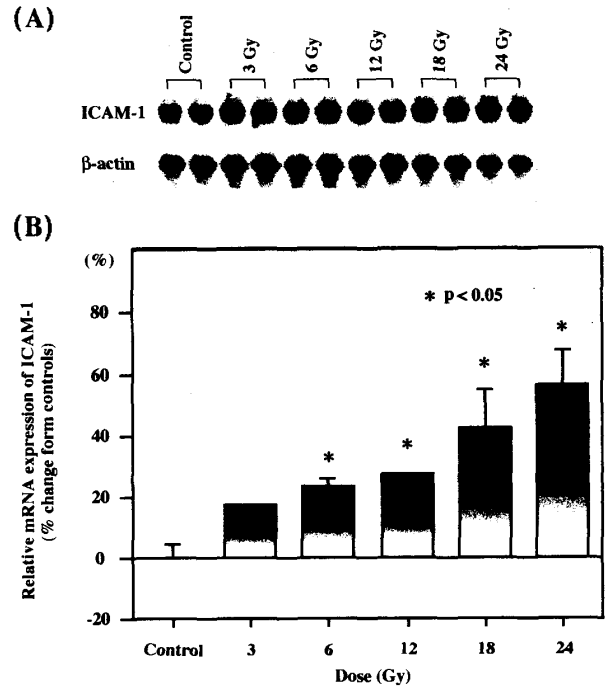 (A)
Control
3 Gy
6 Gy
12 Gy
18 Gy
24 Gy
ICAM-1
β-actin
(B)
(%)
80
60
40
20
0
-20
Relative mRNA expression of ICAM-1
(% change form controls)
* p < 0.05
*
*
*
*
Control
3
6
12
18
24
Dose (Gy)